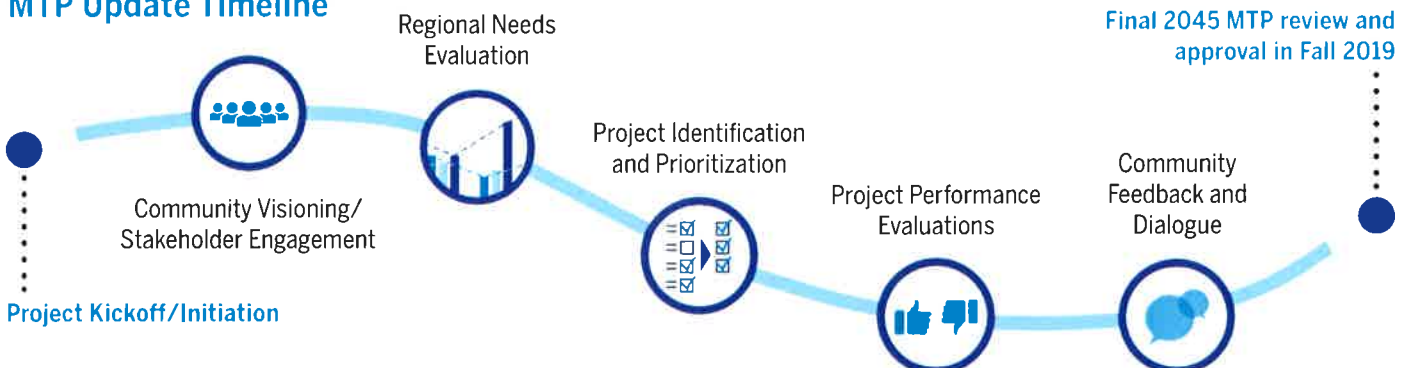 MTP Update Timeline
Regional Needs
Evaluation
Final 2045 MTP review and
approval in Fall 2019
Project Identification
and Prioritization
Community
Feedback and
Dialogue
Project Performance
Evaluations
Community Visioning/
Stakeholder Engagement
Project Kickoff/Initiation